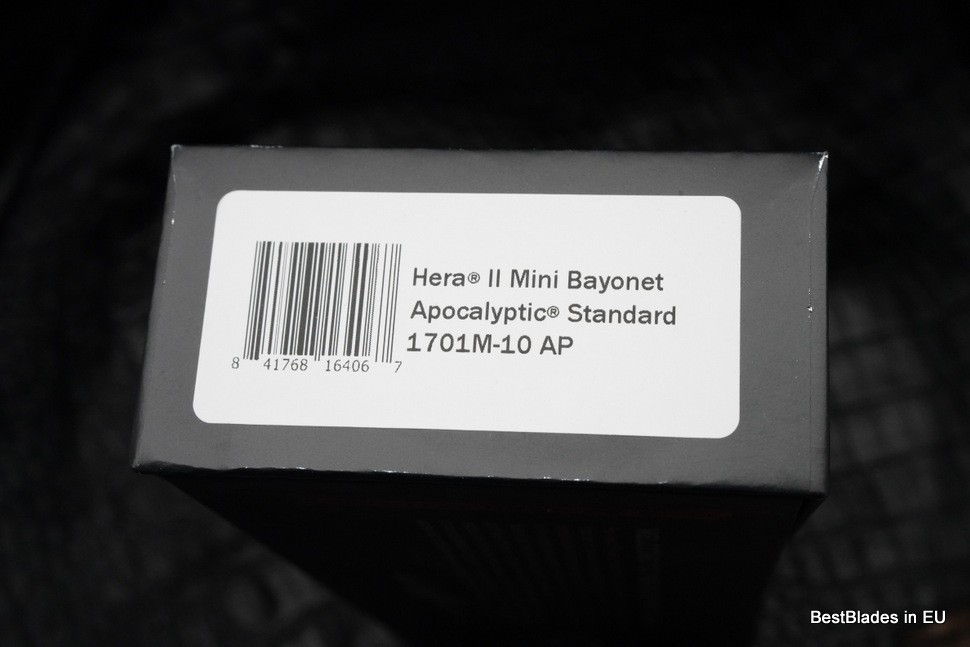 Hera® II Mini Bayonet
Apocalyptic® Standard
1701M-10 AP
8 41768 16406 7
BestBlades in EU